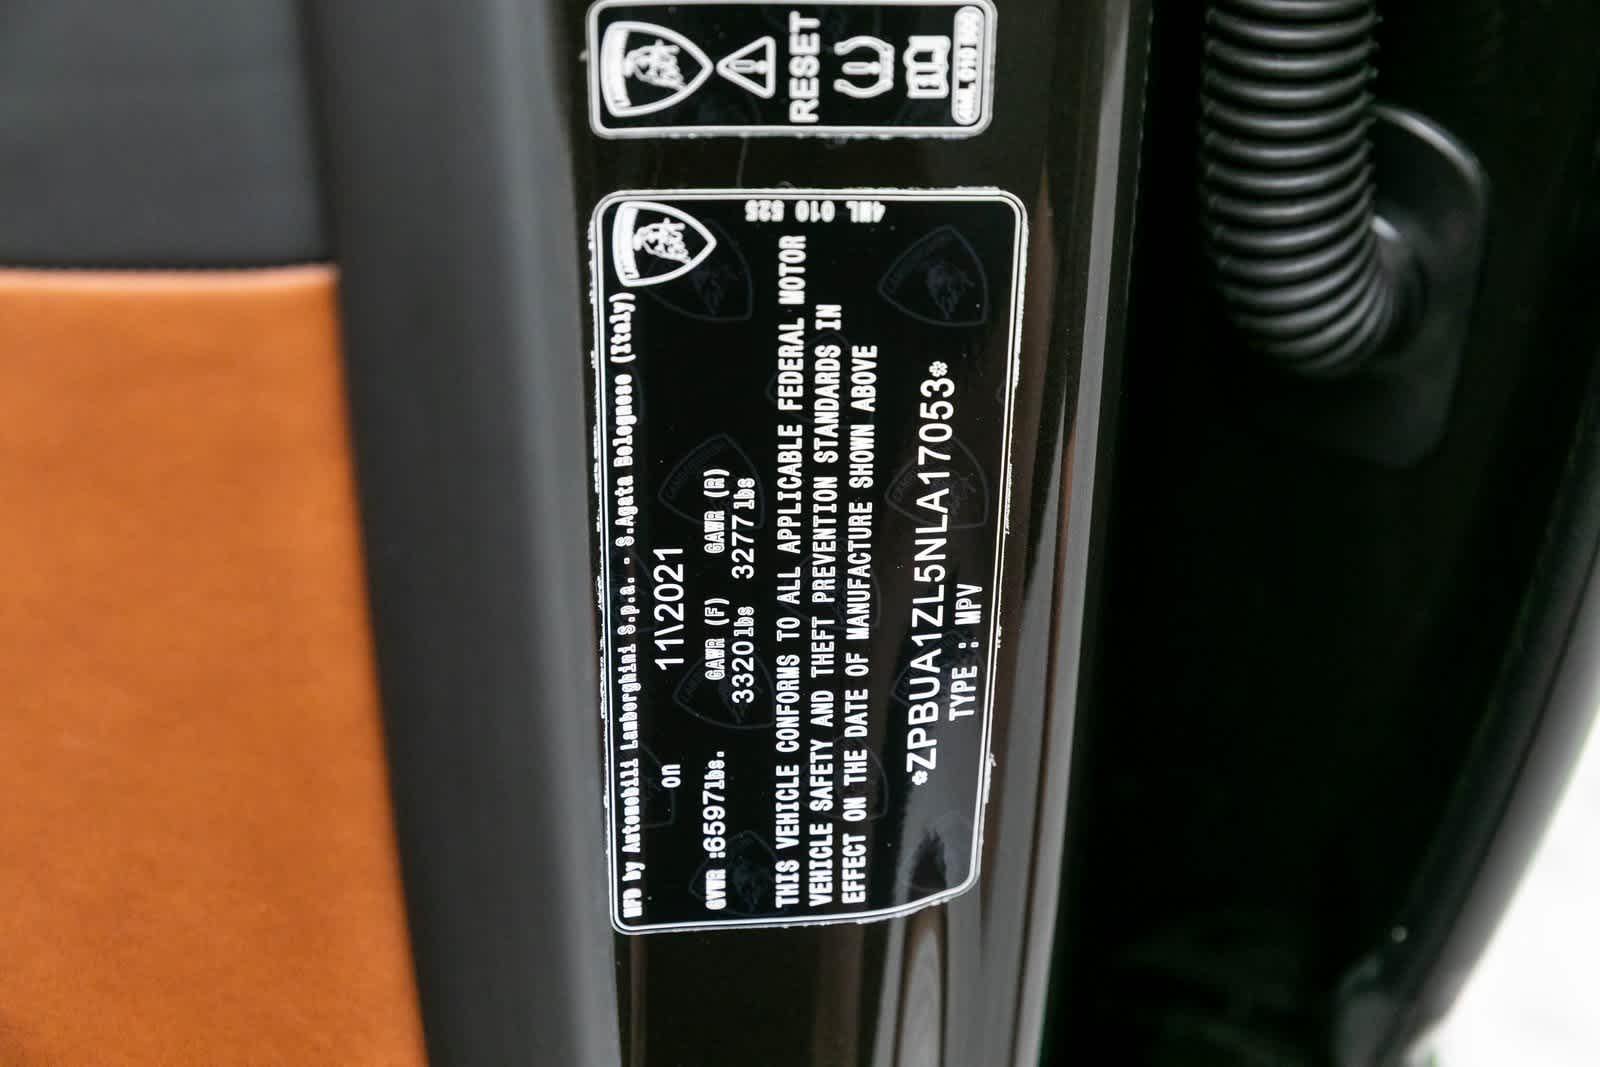 RESET
4ML 010 525
MFD by Automobili Lamborghini S.p.a. - S.Agata Bolognese (Italy)
on 11\2021
GVWR :6597lbs. GAWR (F) GAWR (R)
3320lbs 3277lbs
THIS VEHICLE CONFORMS TO ALL APPLICABLE FEDERAL MOTOR
VEHICLE SAFETY AND THEFT PREVENTION STANDARDS IN
EFFECT ON THE DATE OF MANUFACTURE SHOWN ABOVE
*ZPBUA1ZL5NLA17053*
TYPE : MPV